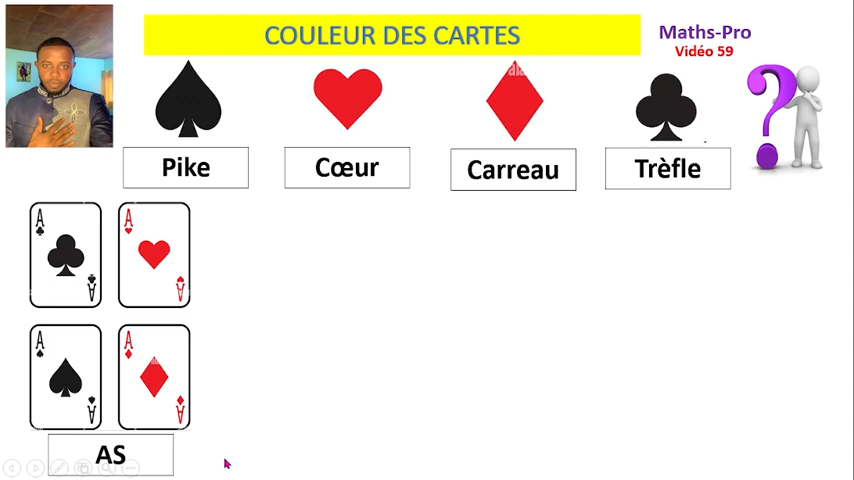 COULEUR DES CARTES
Maths-Pro
Vidéo 59
Pike
Cœur
Carreau
Trèfle
A
A
A
A
A
A
A
A
AS